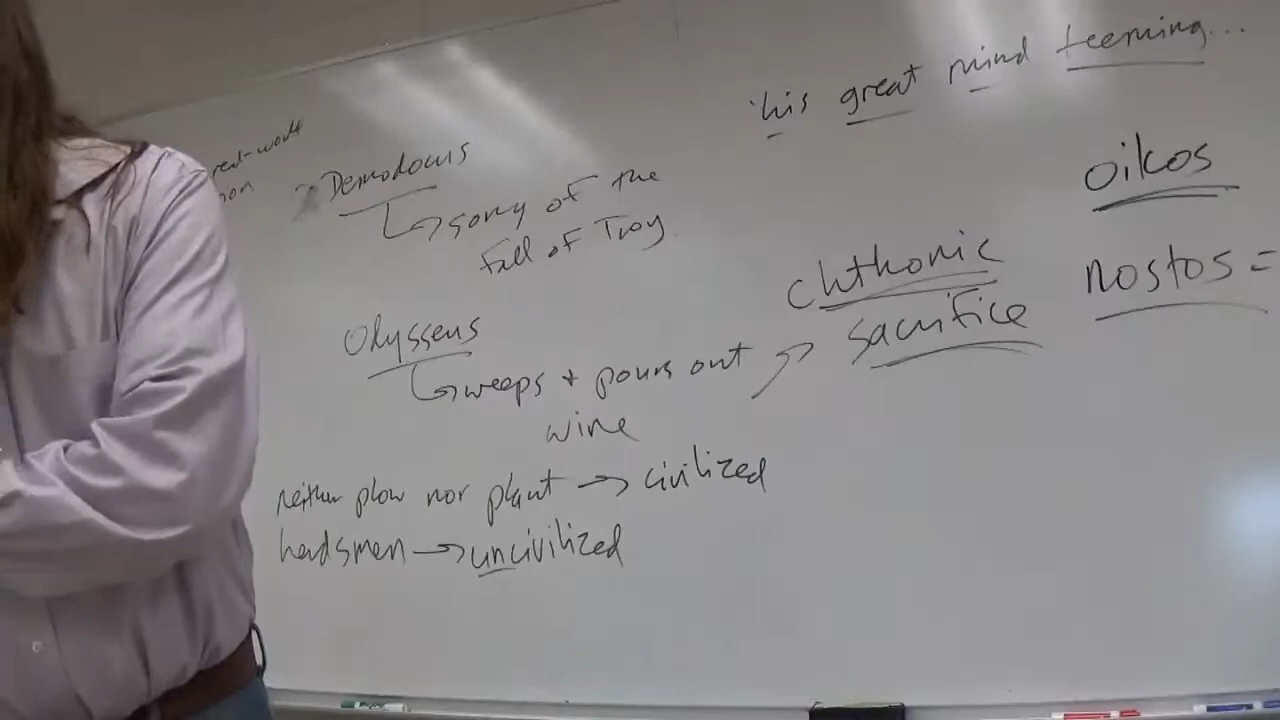 his great mind teeming...
Demodocus
↳ song of the
fall of Troy.
oikos
chthonic
sacrifice
nostos =
Odysseus
↳ weeps + pours out
wine
neither plow nor plant → civilized
herdsmen → uncivilized